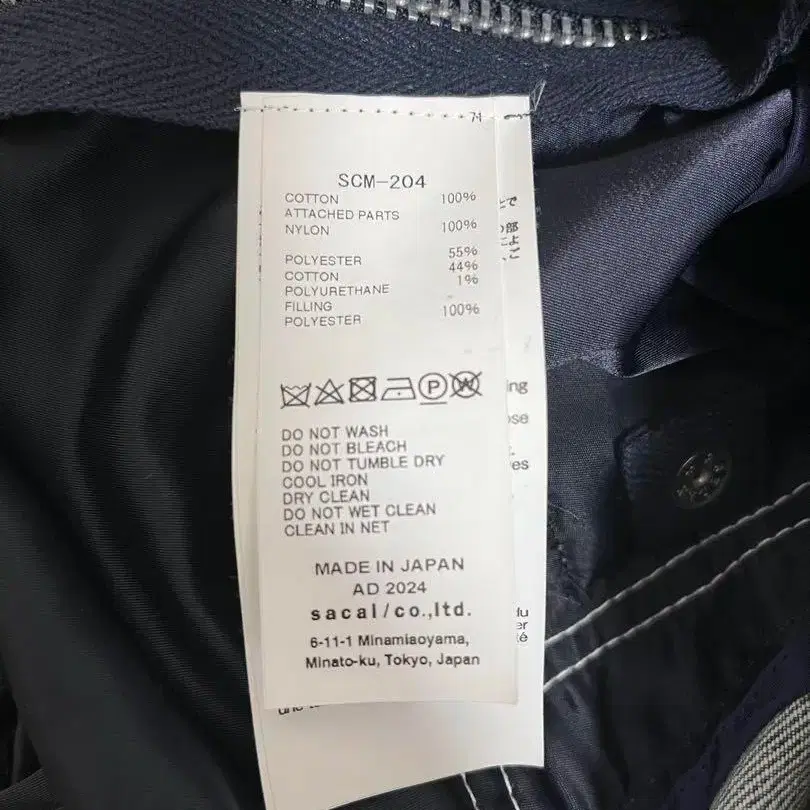 SCM-204
COTTON 100%
ATTACHED PARTS
NYLON 100%
POLYESTER 55%
COTTON 44%
POLYURETHANE 1%
FILLING
POLYESTER 100%
P W
DO NOT WASH
DO NOT BLEACH
DO NOT TUMBLE DRY
COOL IRON
DRY CLEAN
DO NOT WET CLEAN
CLEAN IN NET
MADE IN JAPAN
AD 2024
sacai/co.,ltd.
6-11-1 Minamiaoyama,
Minato-ku, Tokyo, Japan